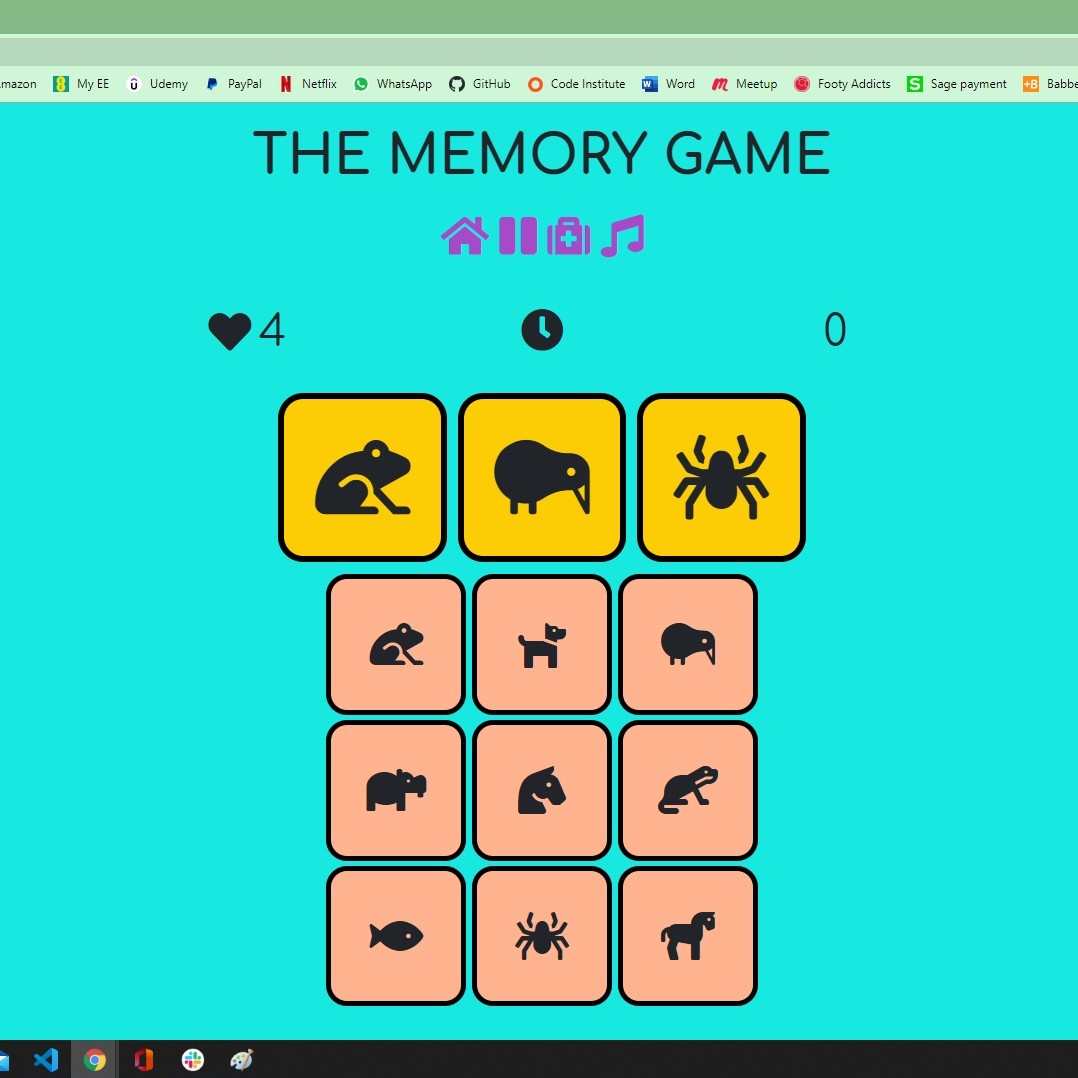 mazon My EE Udemy PayPal Netflix WhatsApp GitHub Code Institute Word Meetup Footy Addicts Sage payment Babbe
THE MEMORY GAME
4 0